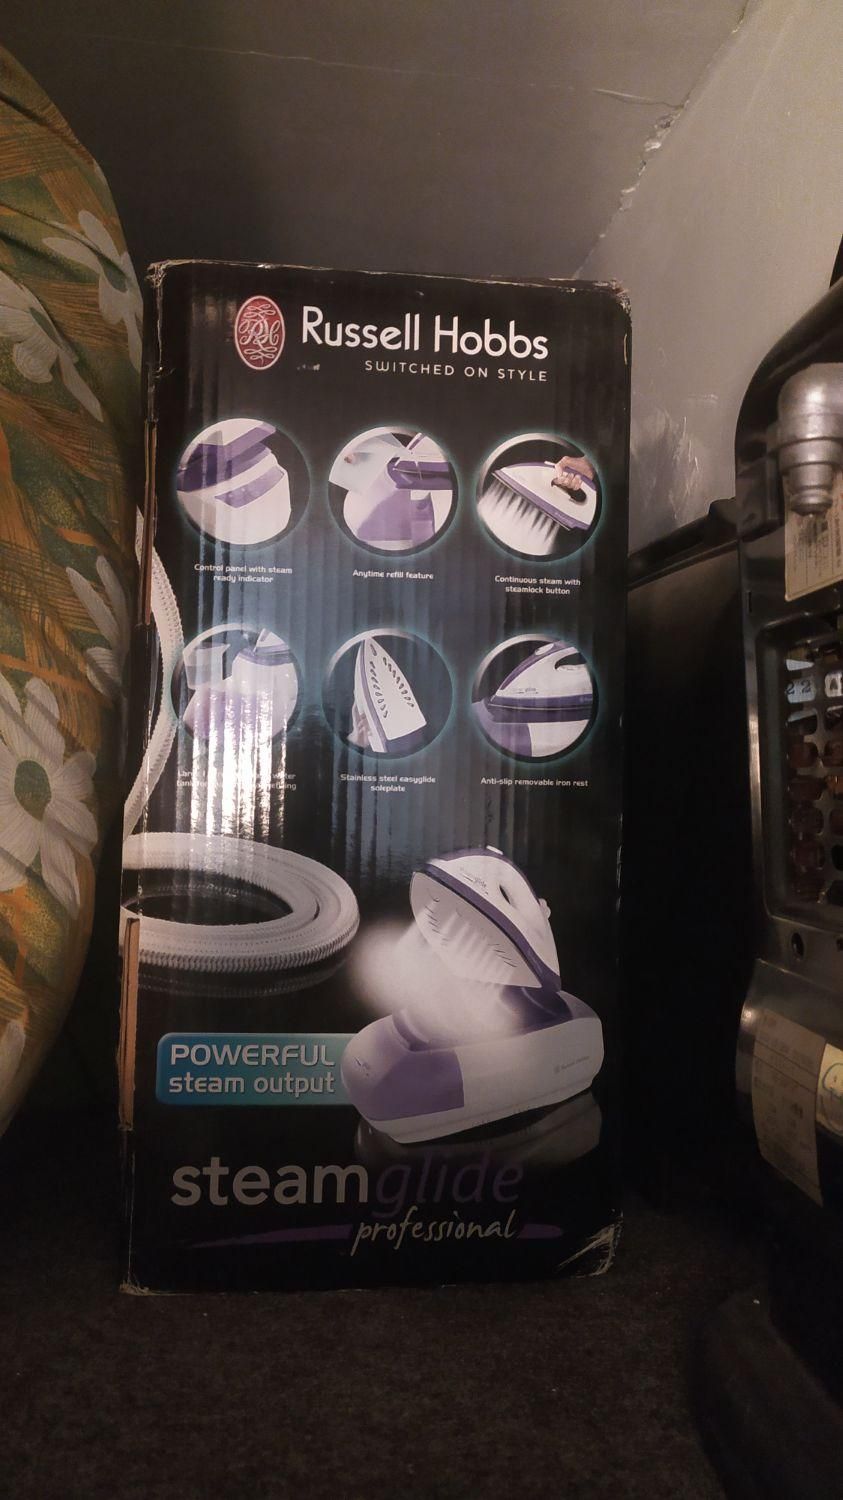 Russell Hobbs
SWITCHED ON STYLE
Control panel with steam
ready indicator
Anytime refill feature
Continuous steam with
steamlock button
Stainless steel easyglide
soleplate
Anti-slip removable iron rest
POWERFUL
steam output
steamglide
professional